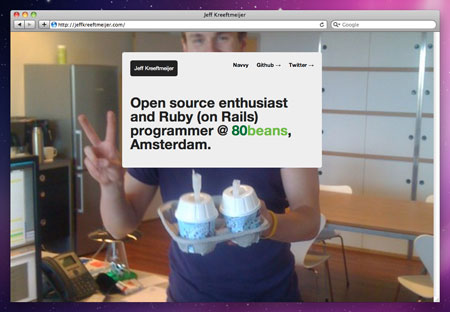 Jeff Kreeftmeijer
http://jeffkreeftmeijer.com/
Google
Jeff Kreeftmeijer
Navvy Github → Twitter →
Open source enthusiast
and Ruby (on Rails)
programmer @ 80beans,
Amsterdam.